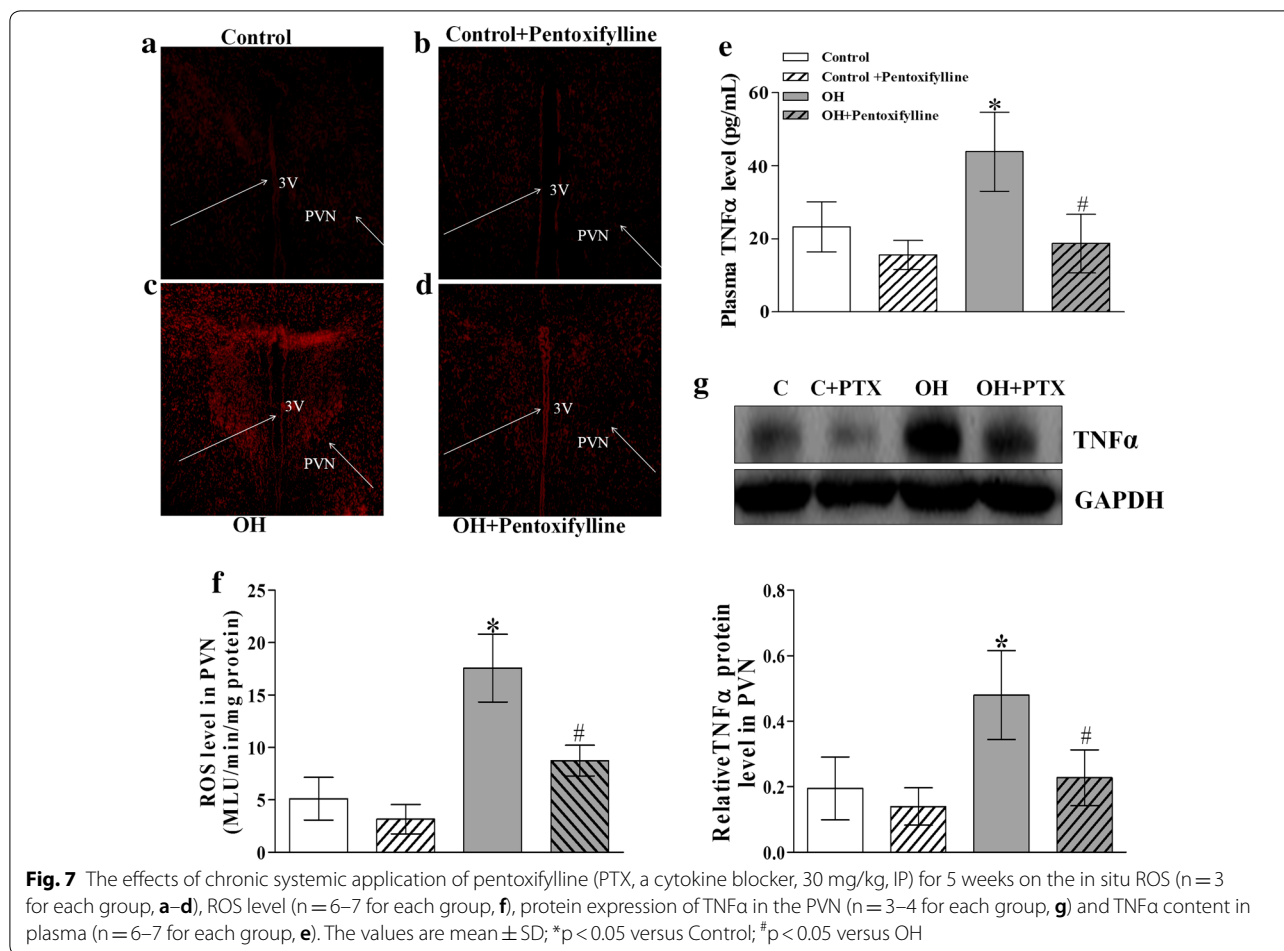 a
Control
b
Control+Pentoxifylline
3V
PVN
3V
PVN
c
d
3V
PVN
3V
PVN
OH
OH+Pentoxifylline
e
Control
Control +Pentoxifylline
OH
OH+Pentoxifylline
Plasma TNFα level (pg/mL)
60
40
20
0
*
#
g
C C+PTX OH OH+PTX
TNFα
GAPDH
f
ROS level in PVN
(MLU/min/mg protein)
25
20
15
10
5
0
*
#
RelativeTNFα protein
level in PVN
0.8
0.6
0.4
0.2
0.0
*
#
Fig. 7 The effects of chronic systemic application of pentoxifylline (PTX, a cytokine blocker, 30 mg/kg, IP) for 5 weeks on the in situ ROS (n = 3
for each group, a–d), ROS level (n = 6–7 for each group, f), protein expression of TNFα in the PVN (n = 3–4 for each group, g) and TNFα content in
plasma (n = 6–7 for each group, e). The values are mean ± SD; *p < 0.05 versus Control; #p < 0.05 versus OH